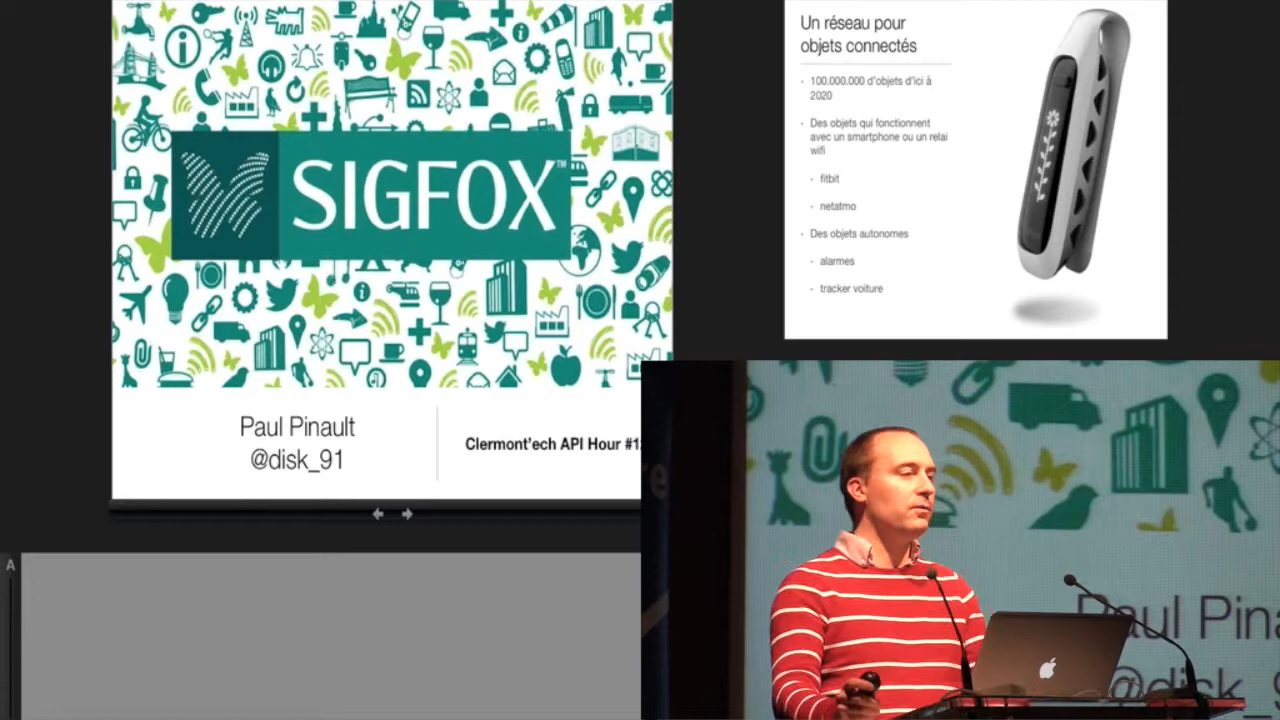 SIGFOX™
Paul Pinault
@disk_91
Clermont'ech API Hour #1
Un réseau pour
objets connectés
100.000.000 d'objets d'ici à
2020
Des objets qui fonctionnent
avec un smartphone ou un relai
wifi
fitbit
netatmo
Des objets autonomes
alarmes
tracker voiture
A
Paul Pina
@disk_9